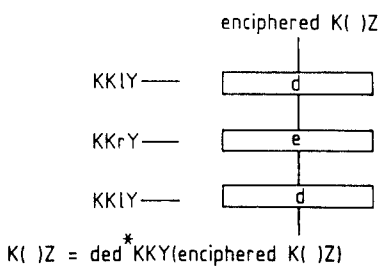 enciphered K( )Z
KKlY d
KKrY e
KKlY d
K( )Z = ded*KKY(enciphered K( )Z)